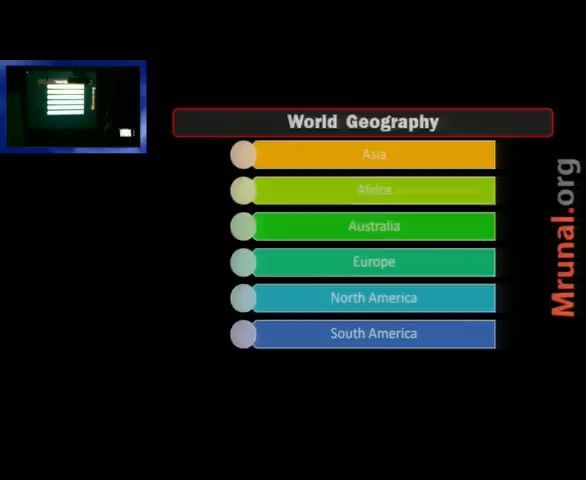 World Geography
Asia
Africa
Australia
Europe
North America
South America
Mrunal.org